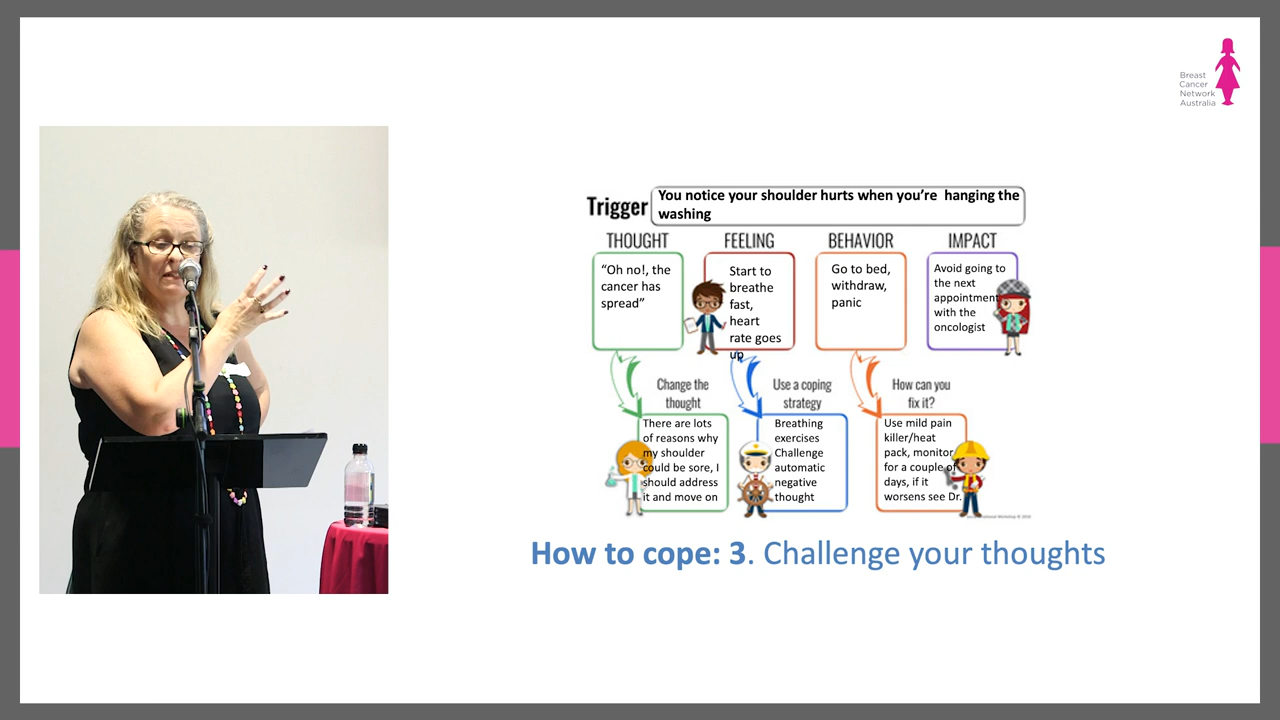 Breast
Cancer
Network
Australia
Trigger
You notice your shoulder hurts when you’re  hanging the
washing
THOUGHT
FEELING
BEHAVIOR
IMPACT
“Oh no!, the
cancer has
spread”
Start to
breathe
fast,
heart
rate goes
up
Go to bed,
withdraw,
panic
Avoid going to
the next
appointment
with the
oncologist
Change the
thought
Use a coping
strategy
How can you
fix it?
There are lots
of reasons why
my shoulder
could be sore, I
should address
it and move on
Breathing
exercises
Challenge
automatic
negative
thought
Use mild pain
killer/heat
pack, monitor
for a couple of
days, if it
worsens see Dr.
How to cope: 3. Challenge your thoughts